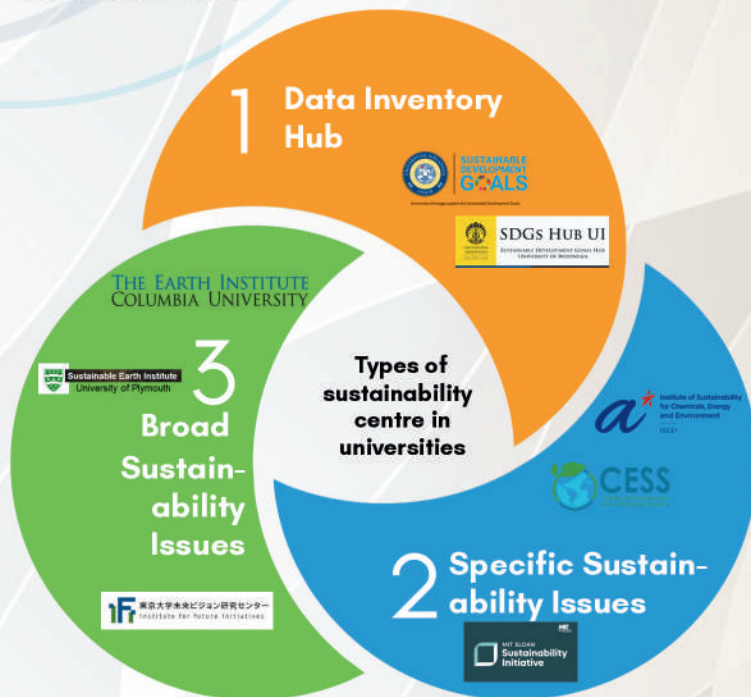 1 Data Inventory
Hub
SUSTAINABLE
DEVELOPMENT
GOALS
SDGs HUB UI
SUSTAINABLE DEVELOPMENT GOALS HUB
UNIVERSITY OF INDONESIA
THE EARTH INSTITUTE
COLUMBIA UNIVERSITY
Sustainable Earth Institute
University of Plymouth
3
Broad
Sustain-
ability
Issues
東京大学未来ビジョン研究センター
Institute for Future Initiatives
Types of
sustainability
centre in
universities
Institute of Sustainability
for Chemicals, Energy
and Environment
CESS
2 Specific Sustain-
ability Issues
MIT SLOAN
Sustainability
Initiative